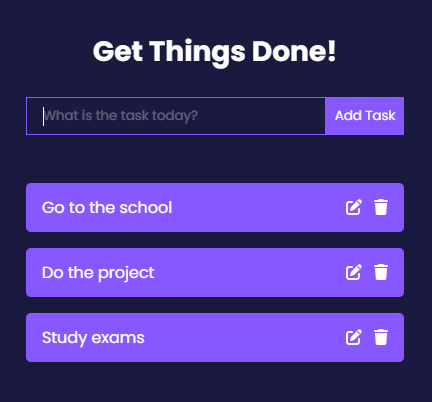 Get Things Done!
What is the task today?
Add Task
Go to the school
Do the project
Study exams